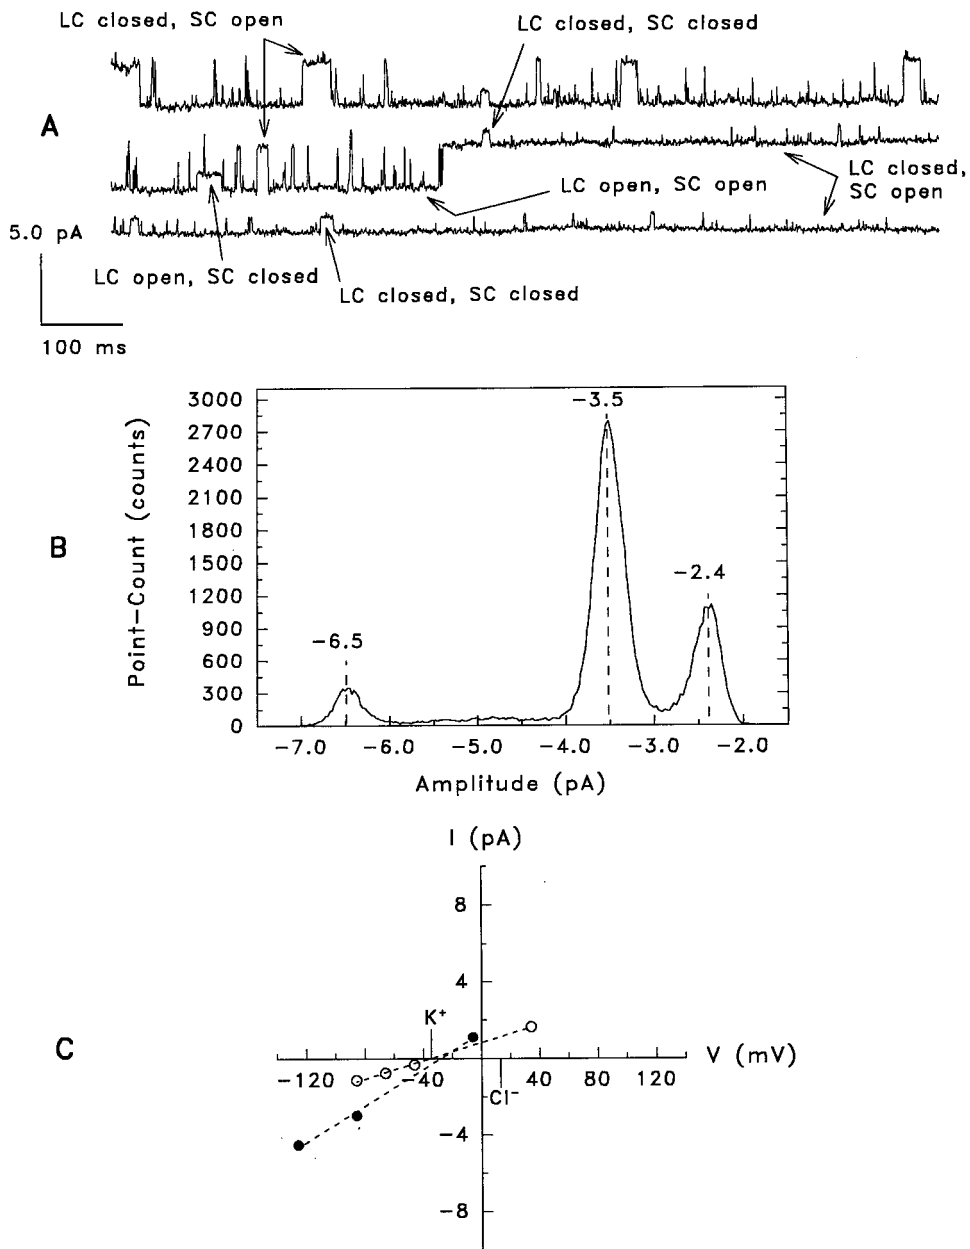 LC closed, SC open
LC closed, SC closed
A
LC open, SC open
LC closed,
SC open
5.0 pA
LC open, SC closed
LC closed, SC closed
100 ms
B
Point-Count (counts)
3000
2700
2400
2100
1800
1500
1200
900
600
300
0
-6.5
-3.5
-2.4
-7.0
-6.0
-5.0
-4.0
-3.0
-2.0
Amplitude (pA)
C
I (pA)
8
4
K+
V (mV)
-120
-40
40
80
120
Cl-
-4
-8